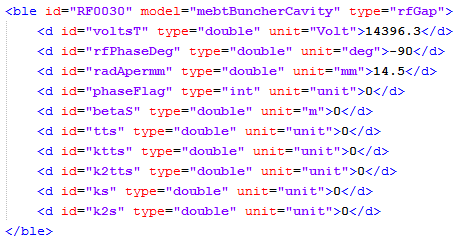 <ble id="RF0030" model="mebtBuncherCavity" type="rfGap">
<d id="voltsT" type="double" unit="Volt">14396.3</d>
<d id="rfPhaseDeg" type="double" unit="deg">-90</d>
<d id="radApermm" type="double" unit="mm">14.5</d>
<d id="phaseFlag" type="int" unit="unit">0</d>
<d id="betaS" type="double" unit="m">0</d>
<d id="tts" type="double" unit="unit">0</d>
<d id="ktts" type="double" unit="unit">0</d>
<d id="k2tts" type="double" unit="unit">0</d>
<d id="ks" type="double" unit="unit">0</d>
<d id="k2s" type="double" unit="unit">0</d>
</ble>